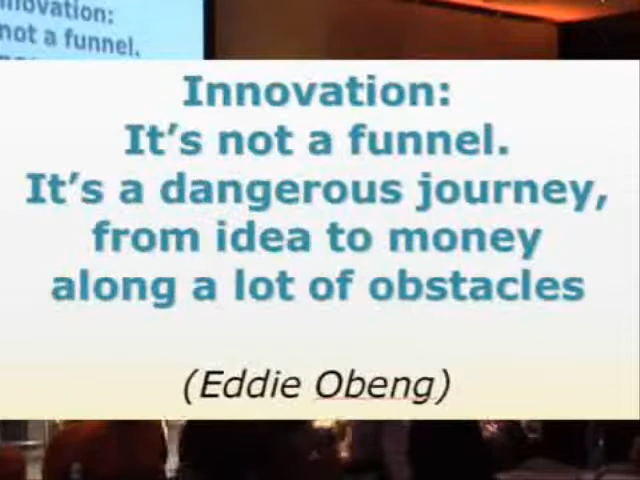 novation:
not a funnel.
Innovation:
It's not a funnel.
It's a dangerous journey,
from idea to money
along a lot of obstacles
(Eddie Obeng)